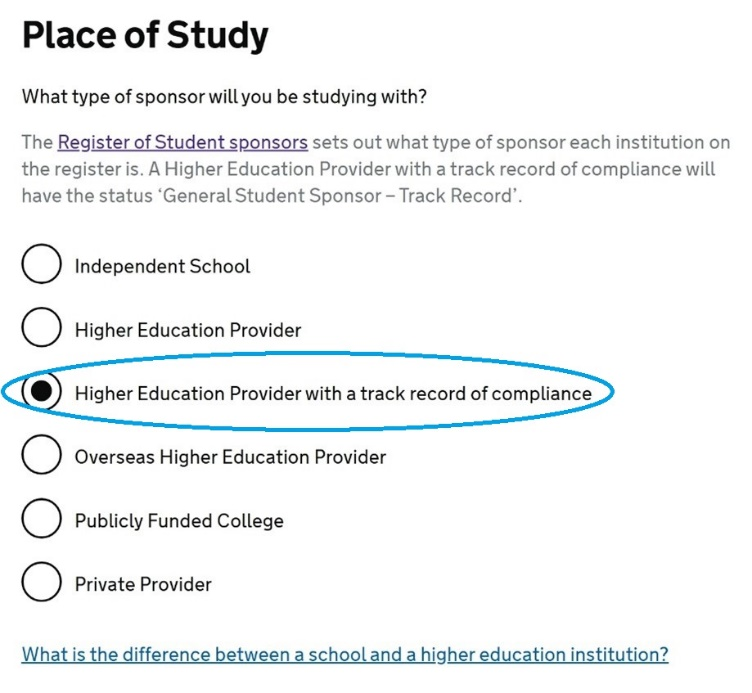 Place of Study
What type of sponsor will you be studying with?
The Register of Student sponsors sets out what type of sponsor each institution on
the register is. A Higher Education Provider with a track record of compliance will
have the status ‘General Student Sponsor – Track Record’.
Independent School
Higher Education Provider
Higher Education Provider with a track record of compliance
Overseas Higher Education Provider
Publicly Funded College
Private Provider
What is the difference between a school and a higher education institution?